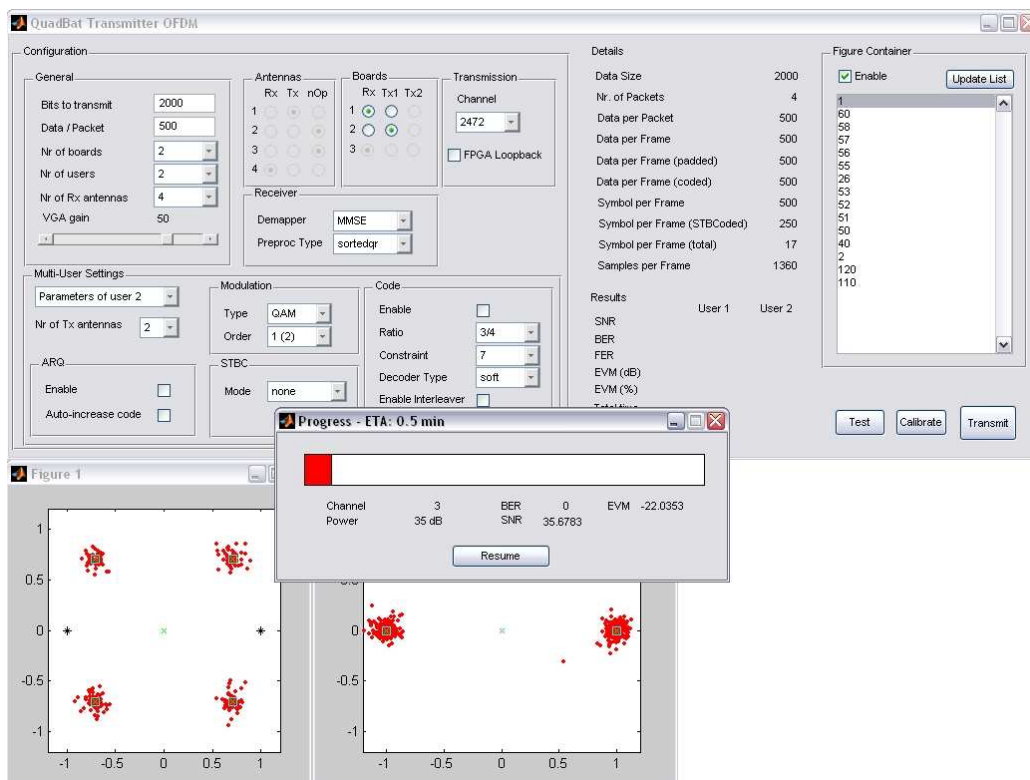 QuadBat Transmitter OFDM
Configuration
General
Bits to transmit 2000
Data / Packet 500
Nr of boards 2
Nr of users 2
Nr of Rx antennas 4
VGA gain 50
Antennas
Rx Tx nOp
1
2
3
4
Boards
Rx Tx1 Tx2
1
2
3
Transmission
Channel
2472
FPGA Loopback
Receiver
Demapper MMSE
Preproc Type sortedqr
Multi-User Settings
Parameters of user 2
Nr of Tx antennas 2
ARQ
Enable
Auto-increase code
Modulation
Type QAM
Order 1 (2)
STBC
Mode none
Code
Enable
Ratio 3/4
Constraint 7
Decoder Type soft
Enable Interleaver
Details
Data Size 2000
Nr. of Packets 4
Data per Packet 500
Data per Frame 500
Data per Frame (padded) 500
Data per Frame (coded) 500
Symbol per Frame 500
Symbol per Frame (STBCoded) 250
Symbol per Frame (total) 17
Samples per Frame 1360
Results
User 1 User 2
SNR
BER
FER
EVM (dB)
EVM (%)
Figure Container
Enable Update List
1
60
58
57
56
55
26
53
52
51
50
40
2
120
110
Test Calibrate Transmit
Progress - ETA: 0.5 min
Channel 3 BER 0 EVM -22.0353
Power 35 dB SNR 35.6783
Resume
Figure 1
1
0.5
0
-0.5
-1
-1 -0.5 0 0.5 1
0
-0.5
-1
-1 -0.5 0 0.5 1